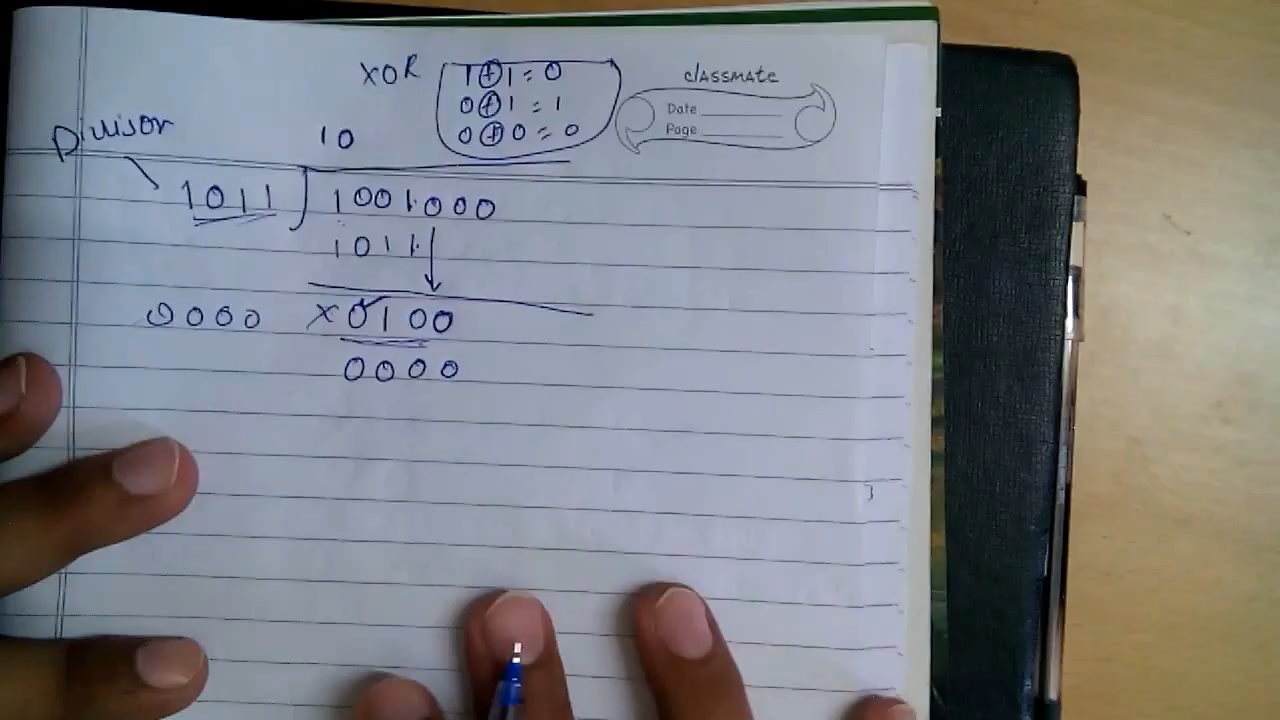 XOR 1⊕1 = 0
0⊕1 = 1
0⊕0 = 0
classmate
Date
Page
Divisor
10
1011 ) 1001000
1011
0000 X0100
0000